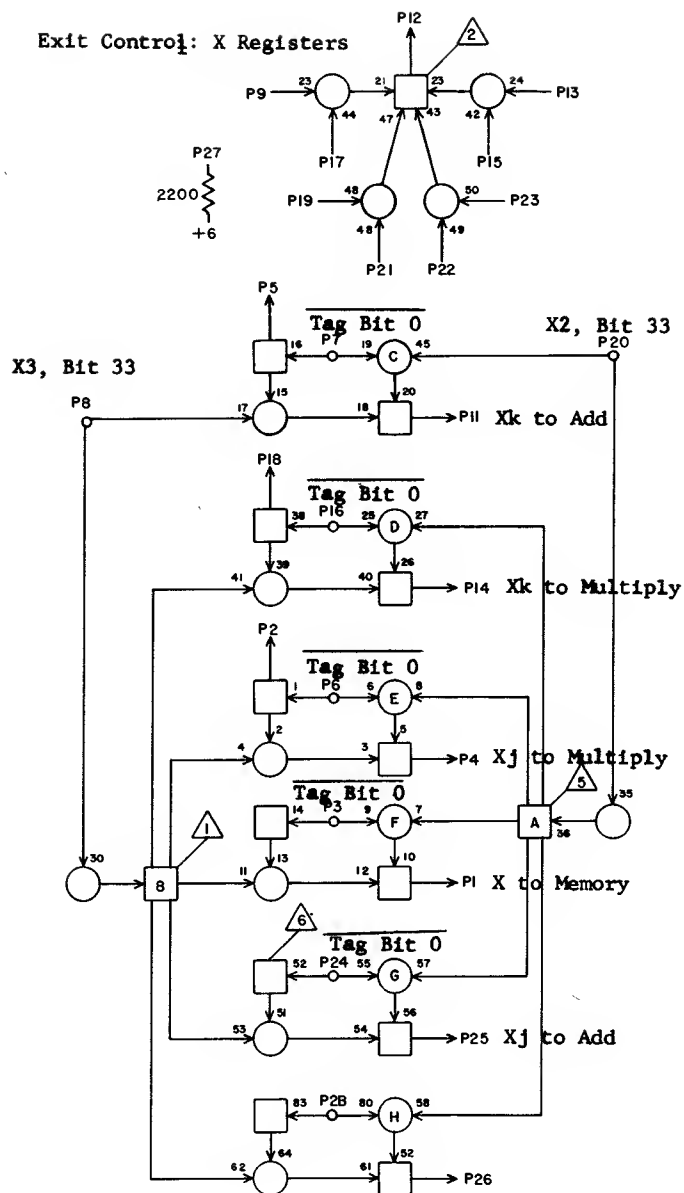 P12
Exit Control: X Registers
2
P9 23 21 23 24 P13
44 47 43 42
P27 P17 P15
2200
+6
P19 48 50 P23
48 49
P21 P22
P5
Tag Bit 0
X2, Bit 33
X3, Bit 33
16 P7 19 C 45 P20
P8
15 20
17 18 P11 Xk to Add
P18
Tag Bit 0
38 P16 25 D 27
39 26
41 40 P14 Xk to Multiply
P2
Tag Bit 0
1 P6 6 E 8
2 5
4 3 P4 Xj to Multiply
Tag Bit 0
5
14 P3 9 F 7 A 36 35
1
13 10
30 8 11 12 P1 X to Memory
6
Tag Bit 0
52 P24 55 G 57
51 56
53 54 P25 Xj to Add
83 P28 80 H 58
64 52
62 61 P26